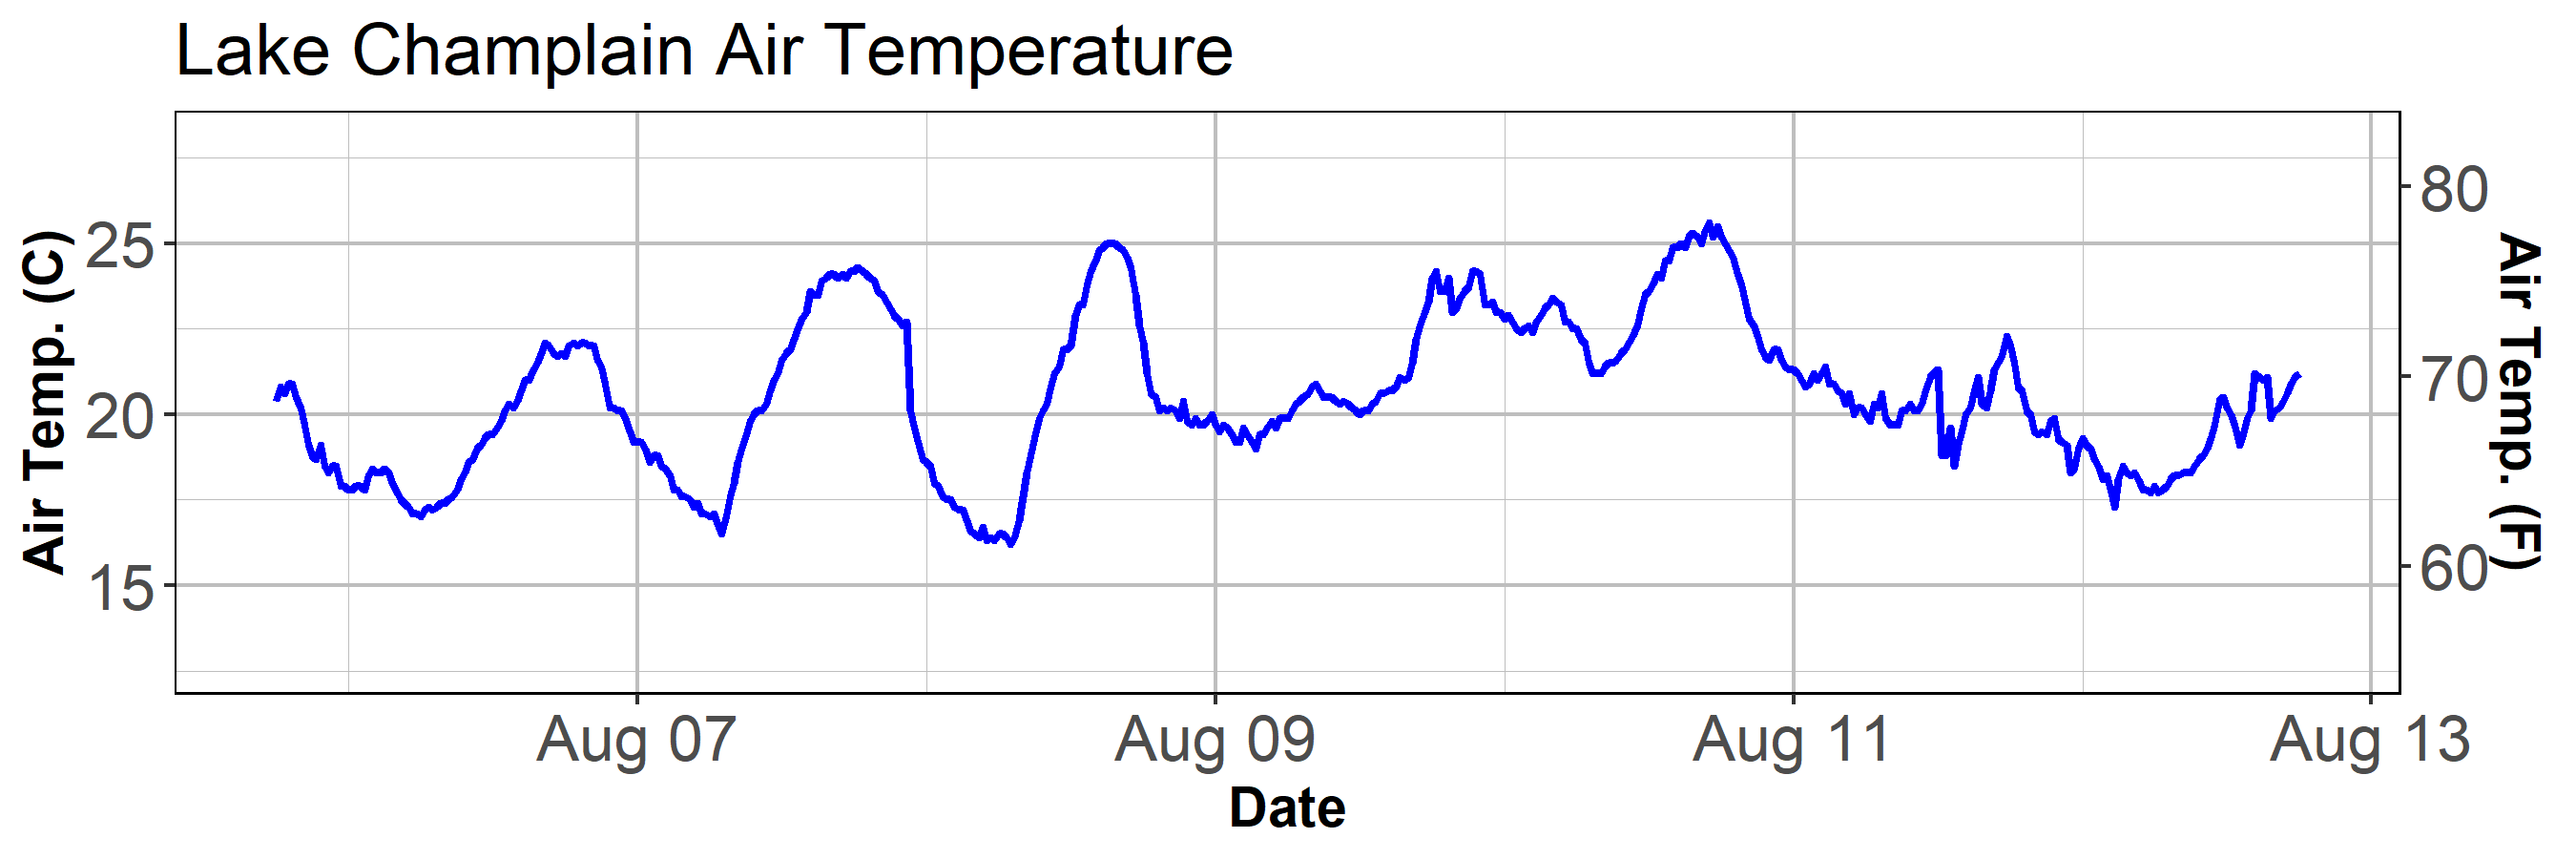 Lake Champlain Air Temperature
Air Temp. (C)
25
20
15
80
70
60
Air Temp. (F)
Aug 07
Aug 09
Aug 11
Aug 13
Date